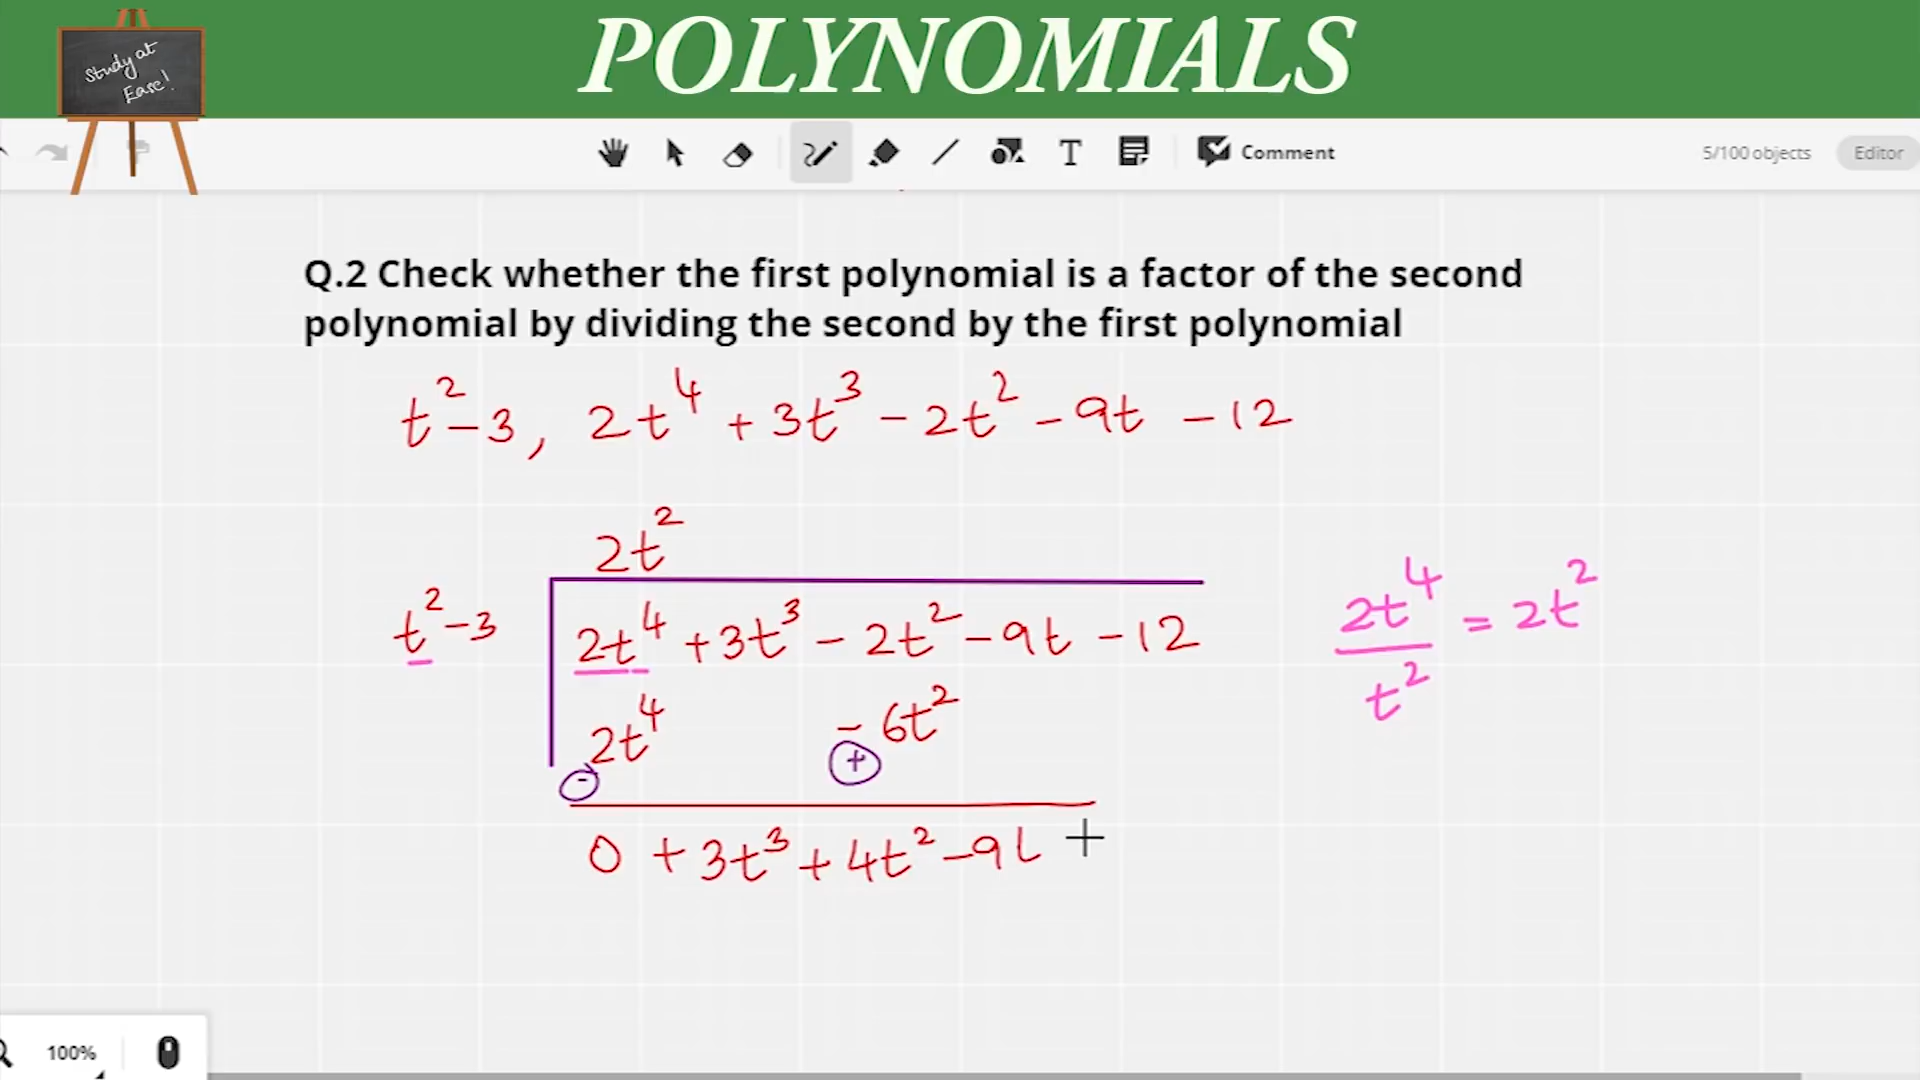 POLYNOMIALS
Study at
Ease!
Comment
5/100 objects
Editor
Q.2 Check whether the first polynomial is a factor of the second
polynomial by dividing the second by the first polynomial
t² - 3, 2t⁴ + 3t³ - 2t² - 9t - 12
2t²
t² - 3 2t⁴ + 3t³ - 2t² - 9t - 12
2t⁴ - 6t²
- +
0 + 3t³ + 4t² - 9t
2t⁴/t² = 2t²
100%